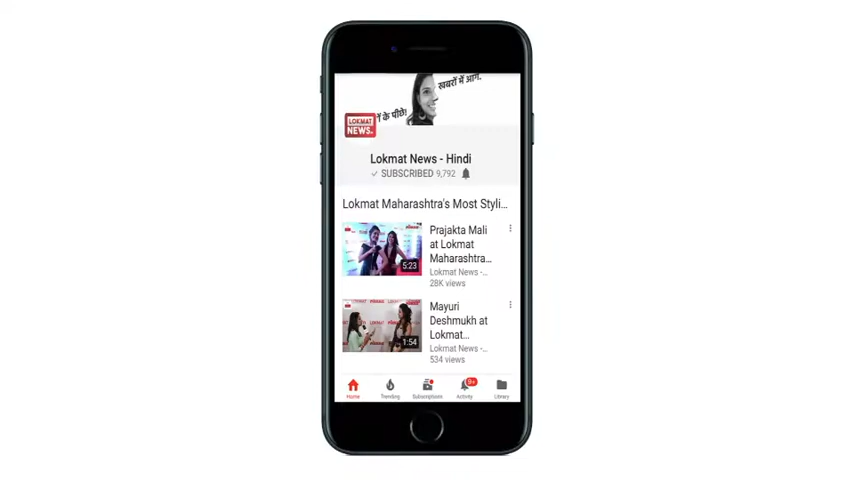 खबरों में आगे,
ों के पीछे!
LOKMAT
NEWS.
Lokmat News - Hindi
✓ SUBSCRIBED 9,792
Lokmat Maharashtra's Most Styli...
Prajakta Mali
at Lokmat
Maharashtra...
Lokmat News -...
28K views
5:23
Mayuri
Deshmukh at
Lokmat...
Lokmat News -...
534 views
1:54
Home
Trending
Subscriptions
9+
Activity
Library